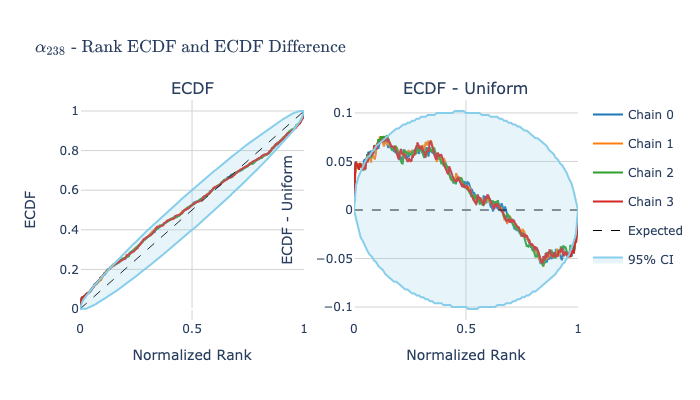 α238 - Rank ECDF and ECDF Difference
ECDF
ECDF - Uniform
1
0.8
0.6
0.4
0.2
0
ECDF
0
0.5
1
Normalized Rank
0.1
0.05
0
−0.05
−0.1
ECDF - Uniform
0
0.5
1
Normalized Rank
Chain 0
Chain 1
Chain 2
Chain 3
Expected
95% CI